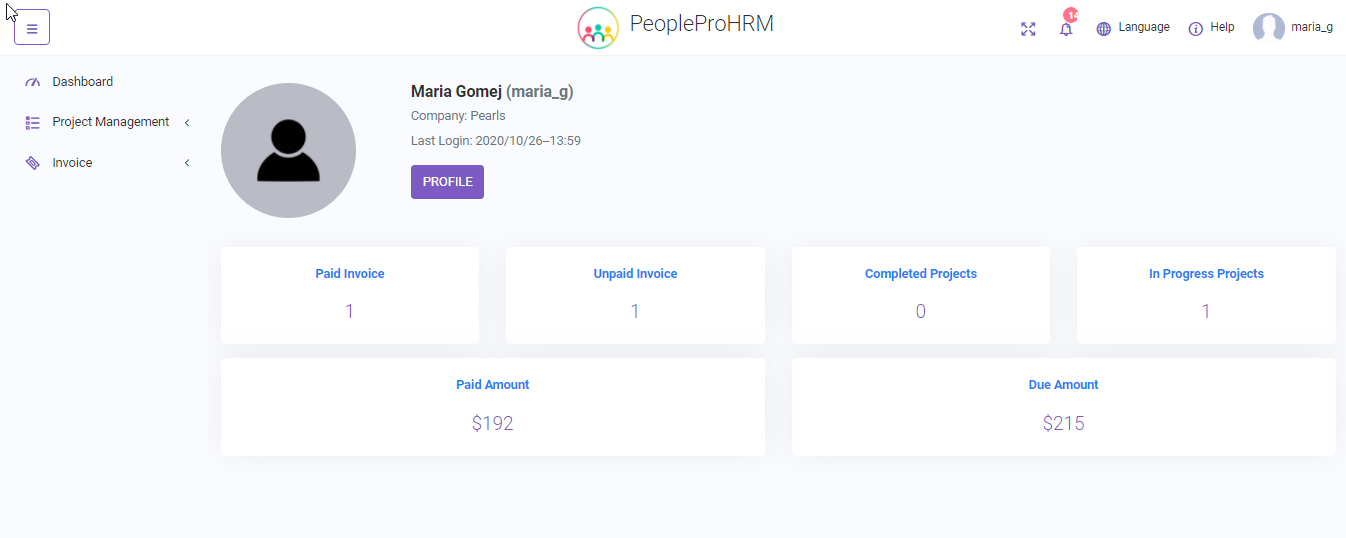 PeopleProHRM
14
Language
Help
maria_g
Dashboard
Project Management
Invoice
Maria Gomej (maria_g)
Company: Pearls
Last Login: 2020/10/26–13:59
PROFILE
Paid Invoice
1
Unpaid Invoice
1
Completed Projects
0
In Progress Projects
1
Paid Amount
$192
Due Amount
$215